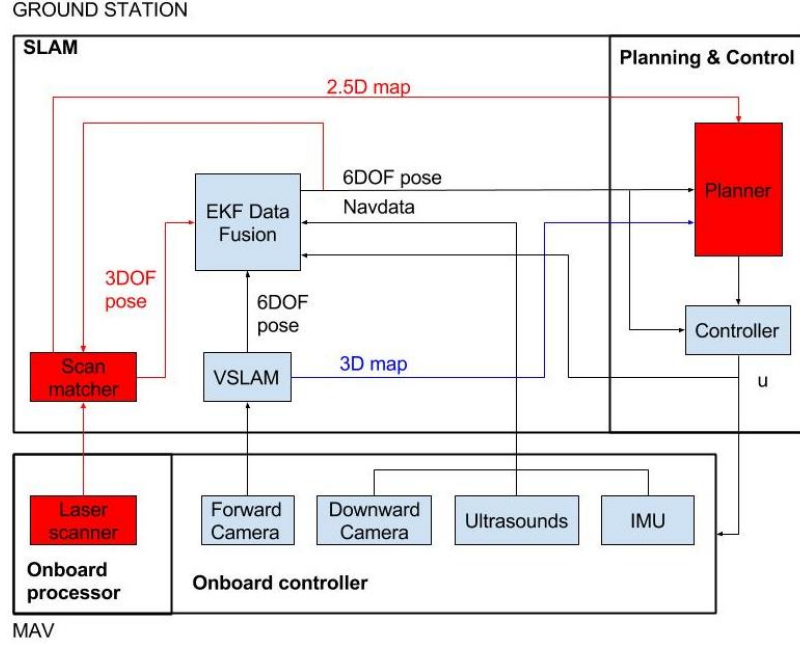 GROUND STATION
SLAM
Planning & Control
2.5D map
6DOF pose
Planner
EKF Data
Fusion
Navdata
3DOF
pose
6DOF
pose
Controller
Scan
matcher
VSLAM
3D map
u
Laser
scanner
Forward
Camera
Downward
Camera
Ultrasounds
IMU
Onboard
processor
Onboard controller
MAV